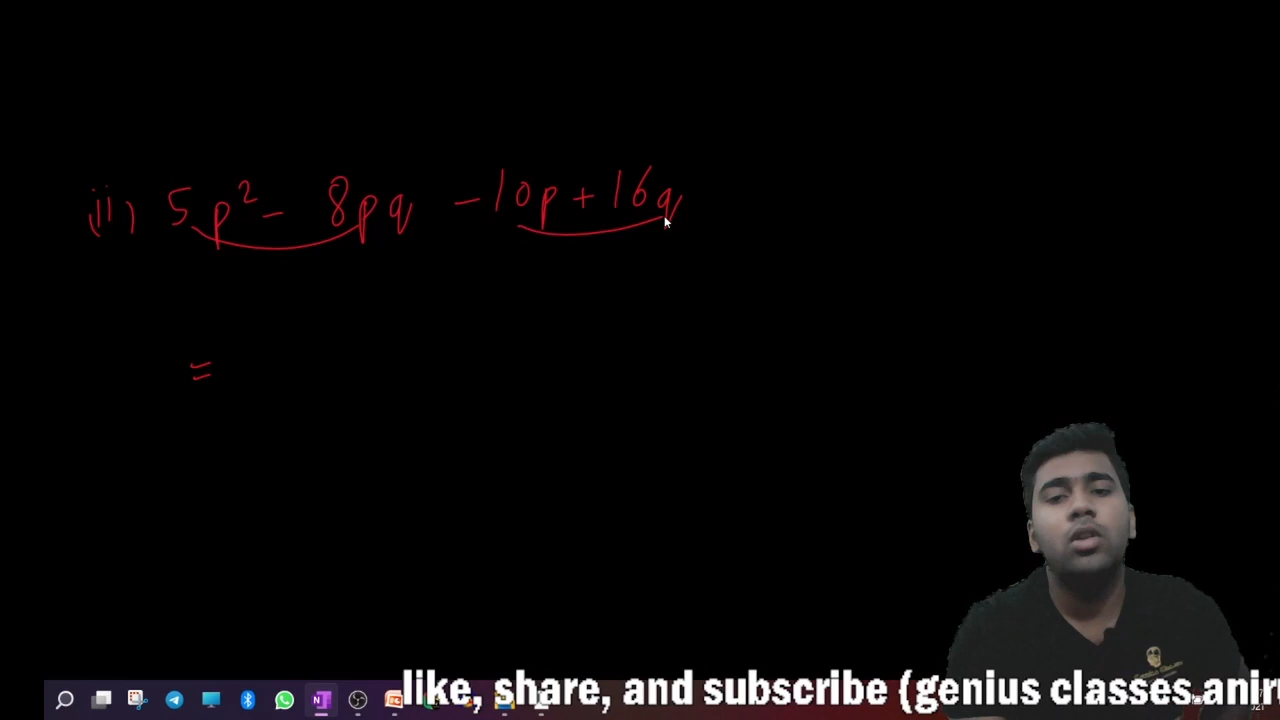 (ii) 5p² - 8pq - 10p + 16q
=
like, share, and subscribe (genius classes